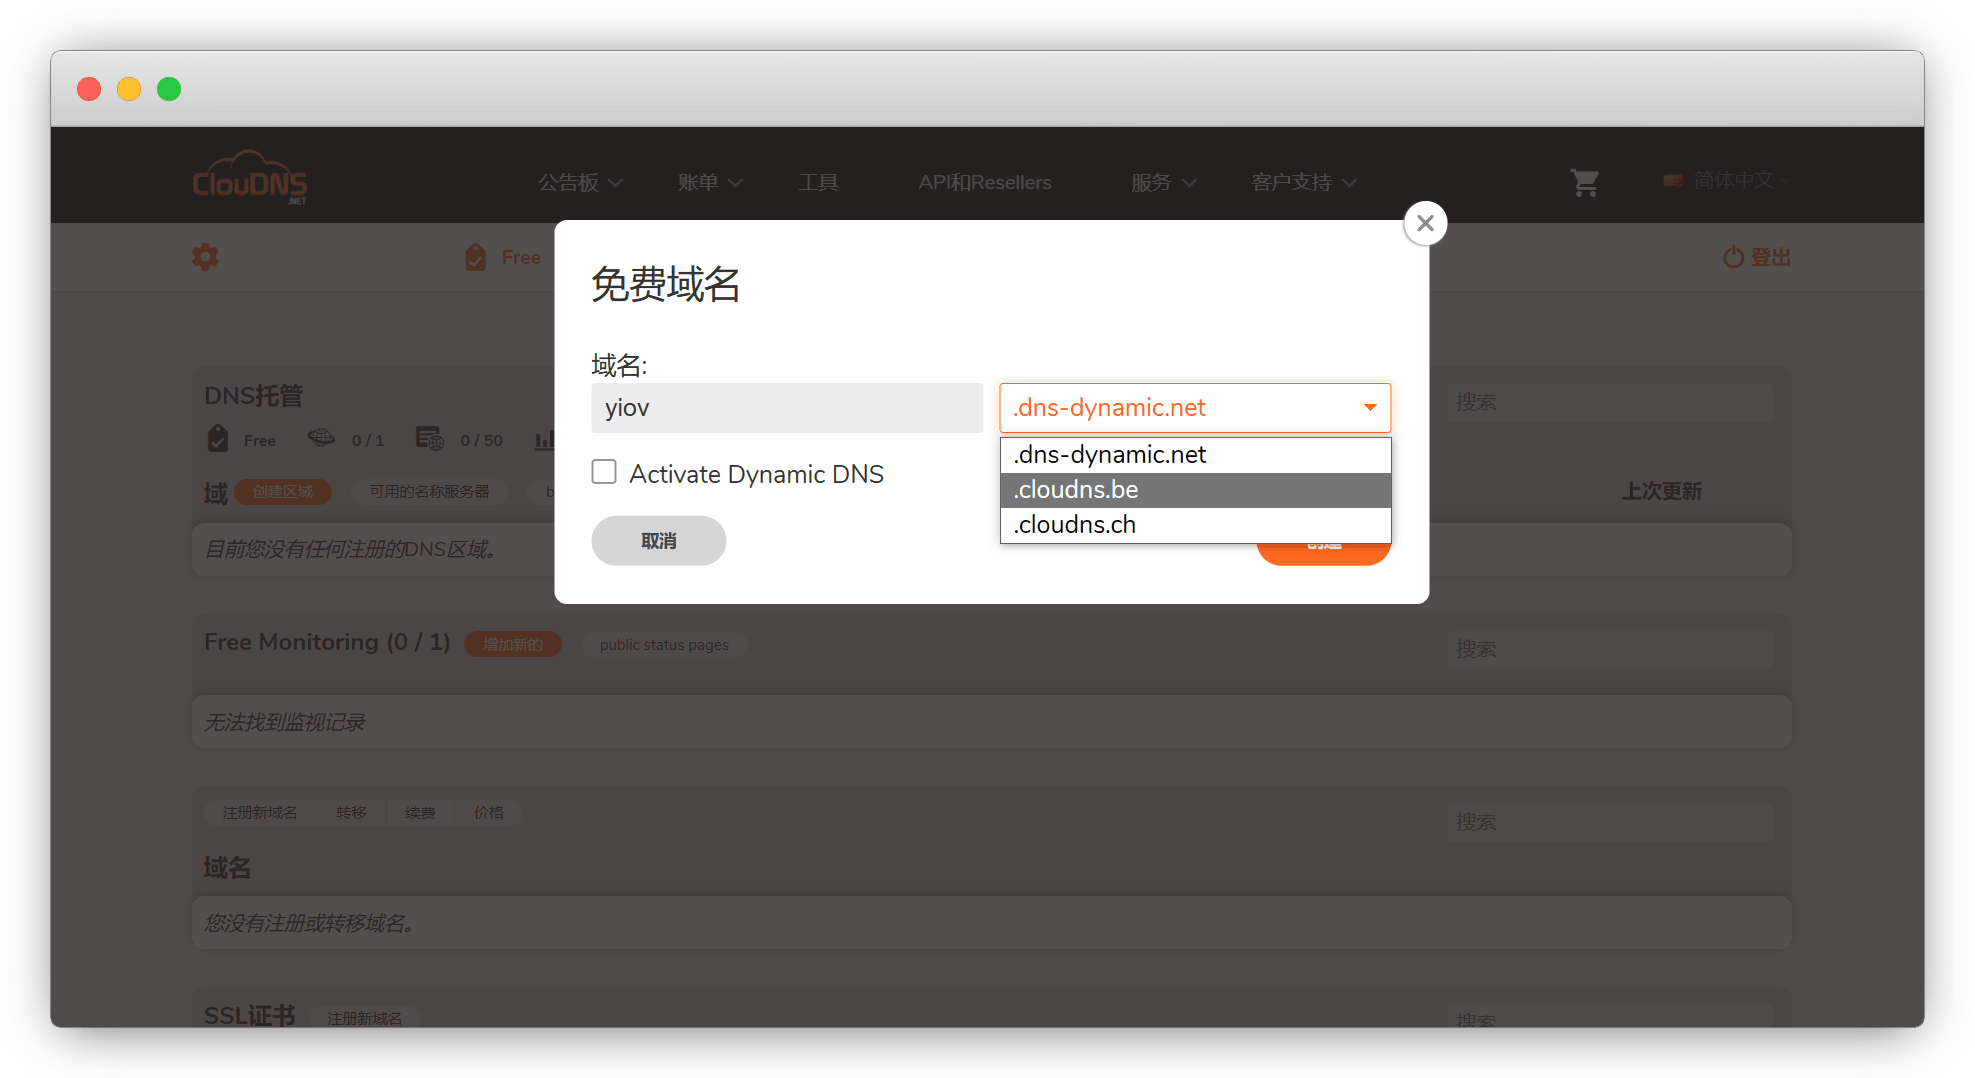 ClouDNS
.NET
公告板
账单
工具
API和Resellers
服务
客户支持
简体中文
Free
登出
免费域名
域名:
yiov
.dns-dynamic.net
.dns-dynamic.net
.cloudns.be
.cloudns.ch
Activate Dynamic DNS
取消
创建
DNS托管
搜索
Free
0 / 1
0 / 50
域
创建区域
可用的名称服务器
b
上次更新
目前您没有任何注册的DNS区域。
Free Monitoring (0 / 1)
增加新的
public status pages
搜索
无法找到监视记录
注册新域名
转移
续费
价格
搜索
域名
您没有注册或转移域名。
SSL证书
注册新域名
搜索